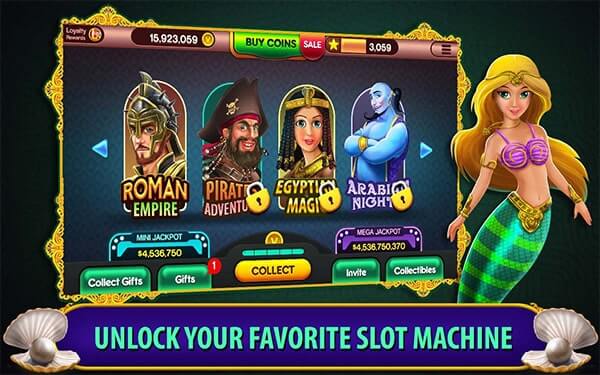 Loyalty
Rewards
15,923,059
BUY COINS
SALE
3,059
ROMAN
EMPIRE
PIRATE
ADVENTU
EGYPTI
MAGI
ARABI
NIGH
MINI JACKPOT
$4,536,750
MEGA JACKPOT
$4,536,750,370
Collect Gifts
Gifts
1
COLLECT
Invite
Collectibles
UNLOCK YOUR FAVORITE SLOT MACHINE